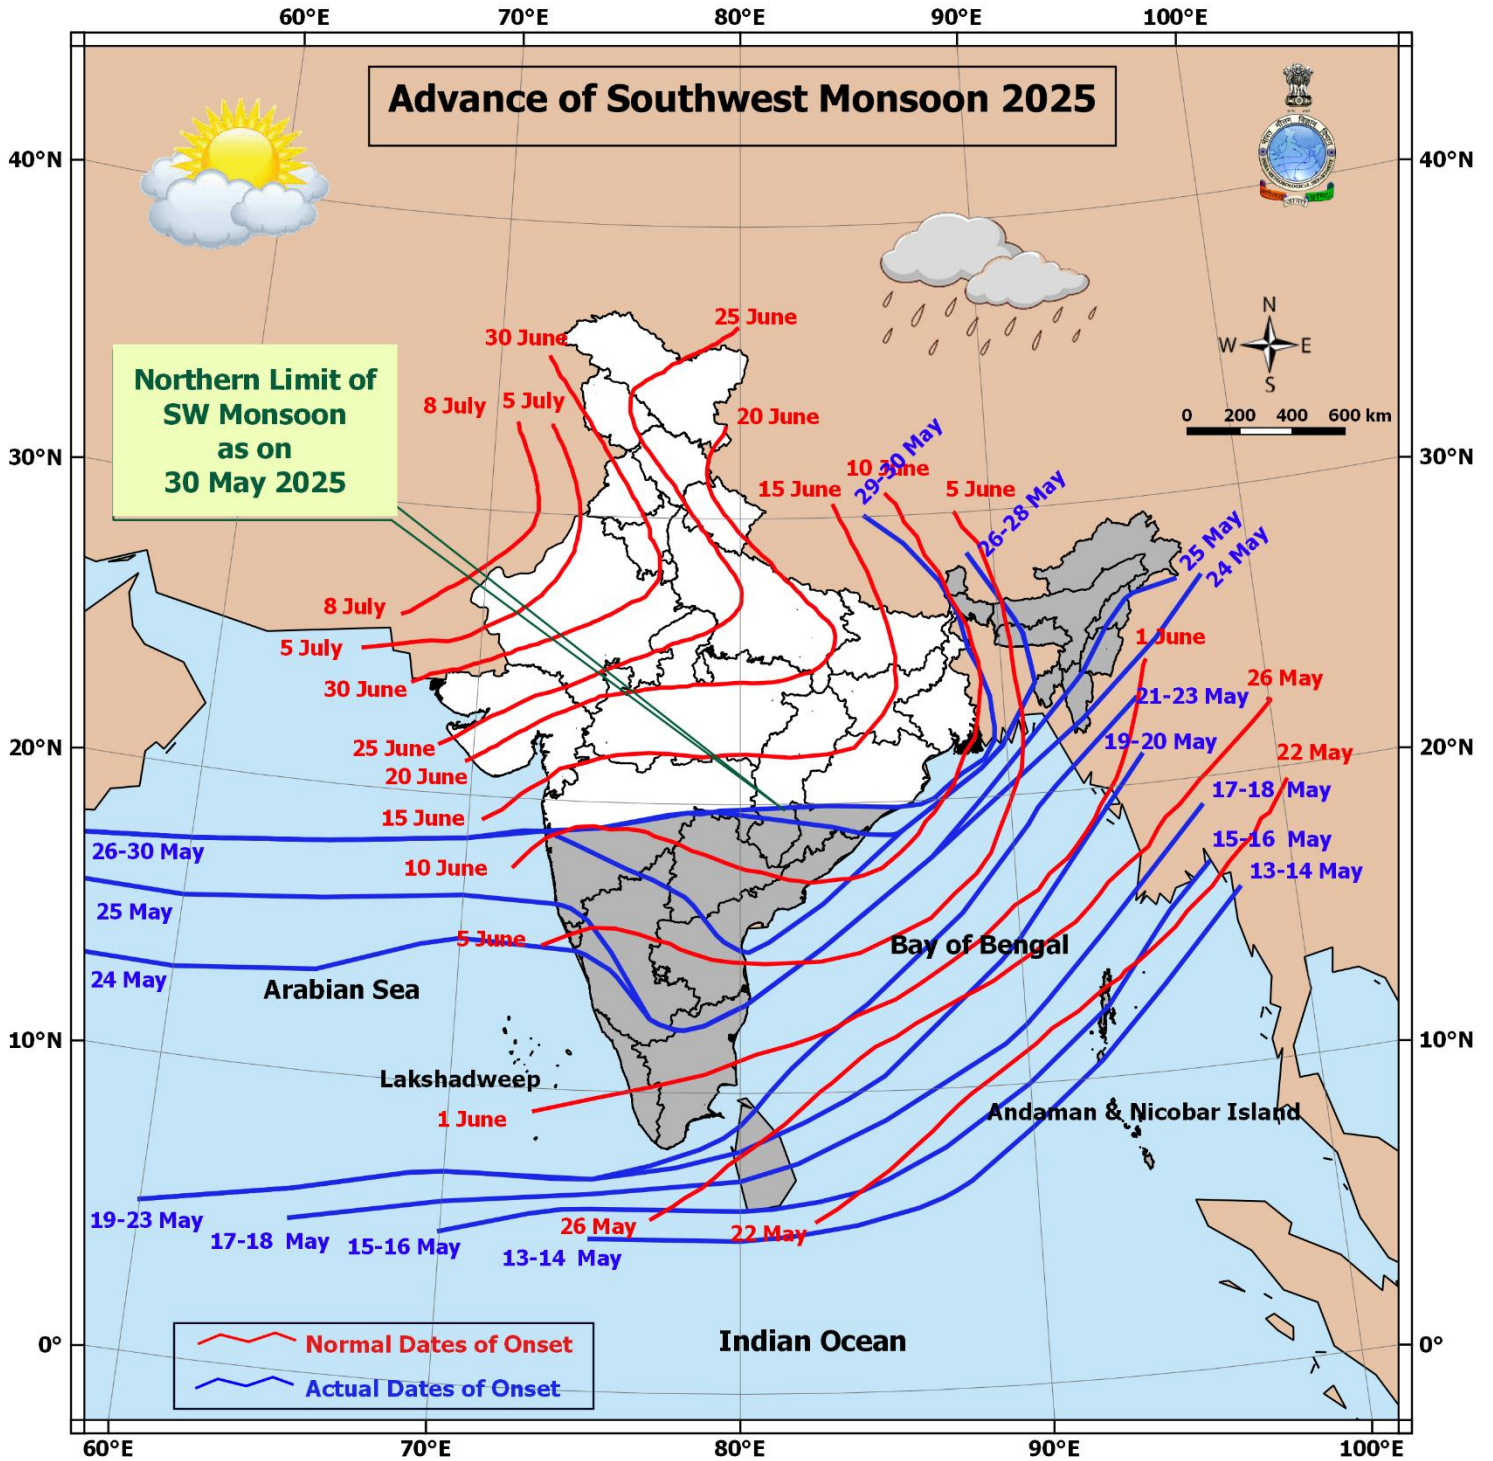 60°E 70°E 80°E 90°E 100°E
Advance of Southwest Monsoon 2025
40°N 40°N
N
W E
S
0 200 400 600 km
25 June
30 June
Northern Limit of
SW Monsoon
as on
30 May 2025
8 July 5 July
20 June
29-30 May
10 June
15 June
5 June
26-28 May
30°N 30°N
25 May
24 May
8 July
5 July
30 June
1 June
26 May
21-23 May
25 June
20 June
19-20 May
22 May
20°N 20°N
15 June
17-18 May
15-16 May
13-14 May
26-30 May
10 June
25 May
5 June
Bay of Bengal
24 May
Arabian Sea
10°N 10°N
Lakshadweep
1 June
Andaman & Nicobar Island
19-23 May
17-18 May
15-16 May
13-14 May
26 May
22 May
0° 0°
Indian Ocean
Normal Dates of Onset
Actual Dates of Onset
60°E 70°E 80°E 90°E 100°E